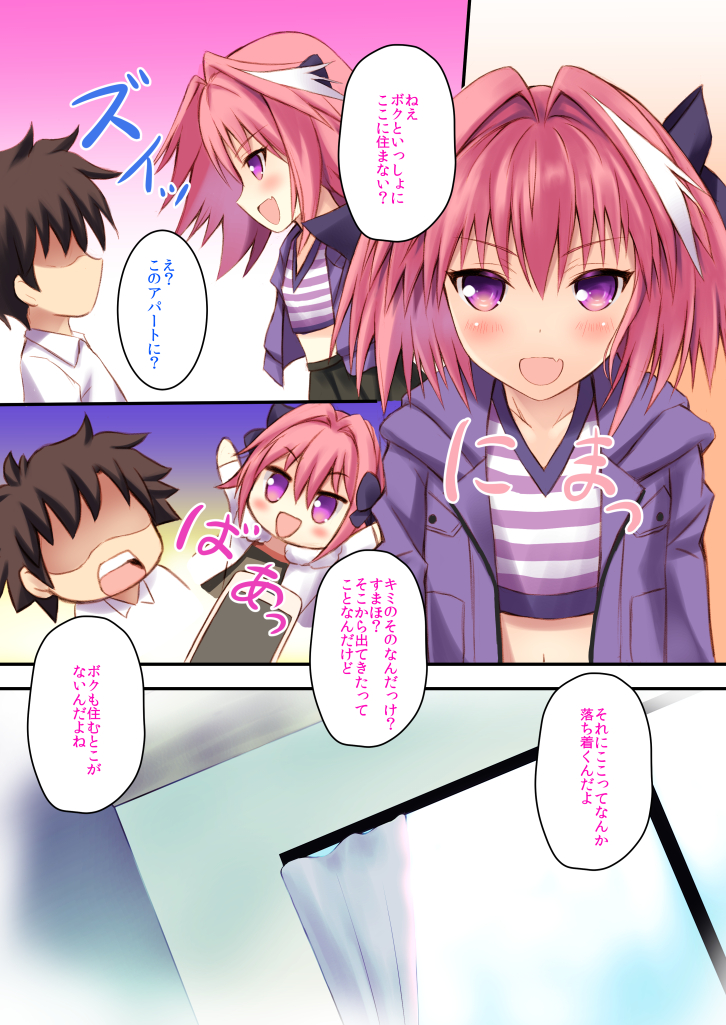 ねえ
ボクといっしょに
ここに住まない？
ズイッ
え？
このアパートに？
にまっ
ばあっ
キミのそのなんだっけ？
すまほ？
そこから出てきたって
ことなんだけど
ボクも住むとこが
ないんだよね
それにここってなんか
落ち着くんだよ